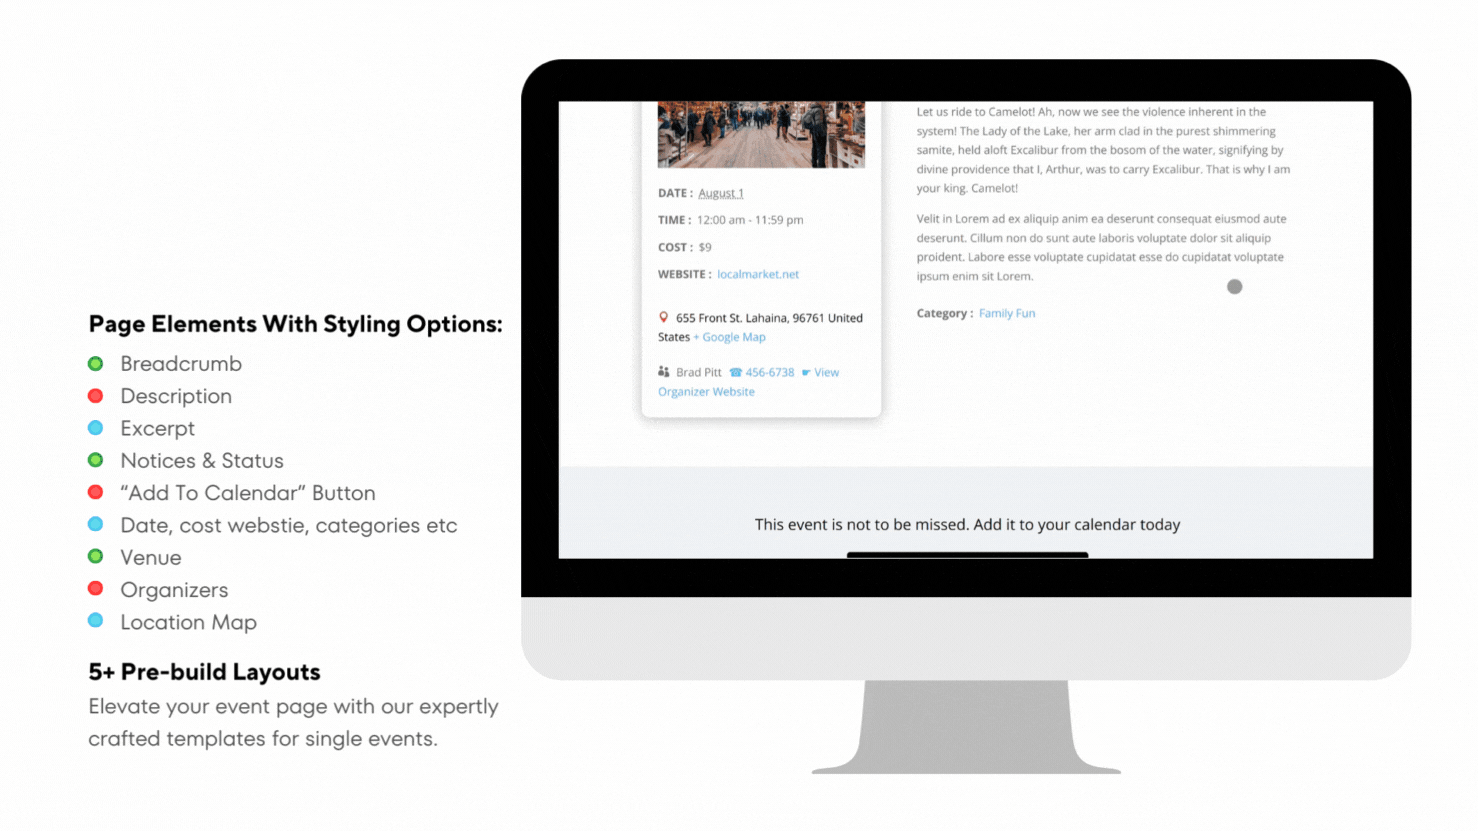 Page Elements With Styling Options:
Breadcrumb
Description
Excerpt
Notices & Status
“Add To Calendar” Button
Date, cost webstie, categories etc
Venue
Organizers
Location Map
5+ Pre-build Layouts
Elevate your event page with our expertly
crafted templates for single events.
DATE : August 1
TIME : 12:00 am - 11:59 pm
COST : $9
WEBSITE : localmarket.net
655 Front St. Lahaina, 96761 United
States + Google Map
Brad Pitt ☎ 456-6738 ☛ View
Organizer Website
Let us ride to Camelot! Ah, now we see the violence inherent in the
system! The Lady of the Lake, her arm clad in the purest shimmering
samite, held aloft Excalibur from the bosom of the water, signifying by
divine providence that I, Arthur, was to carry Excalibur. That is why I am
your king. Camelot!
Velit in Lorem ad ex aliquip anim ea deserunt consequat eiusmod aute
deserunt. Cillum non do sunt aute laboris voluptate dolor sit aliquip
proident. Labore esse voluptate cupidatat esse do cupidatat voluptate
ipsum enim sit Lorem.
Category : Family Fun
This event is not to be missed. Add it to your calendar today